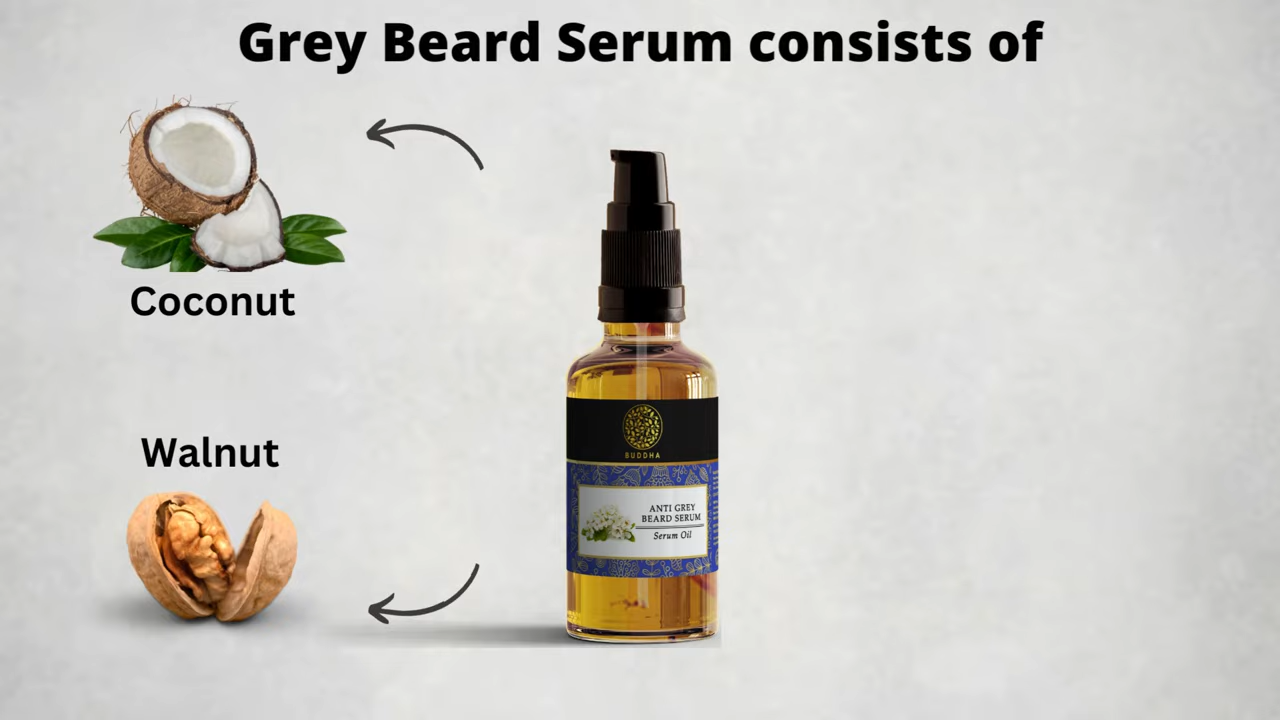 Grey Beard Serum consists of
Coconut
Walnut
BUDDHA
ANTI GREY
BEARD SERUM
Serum Oil